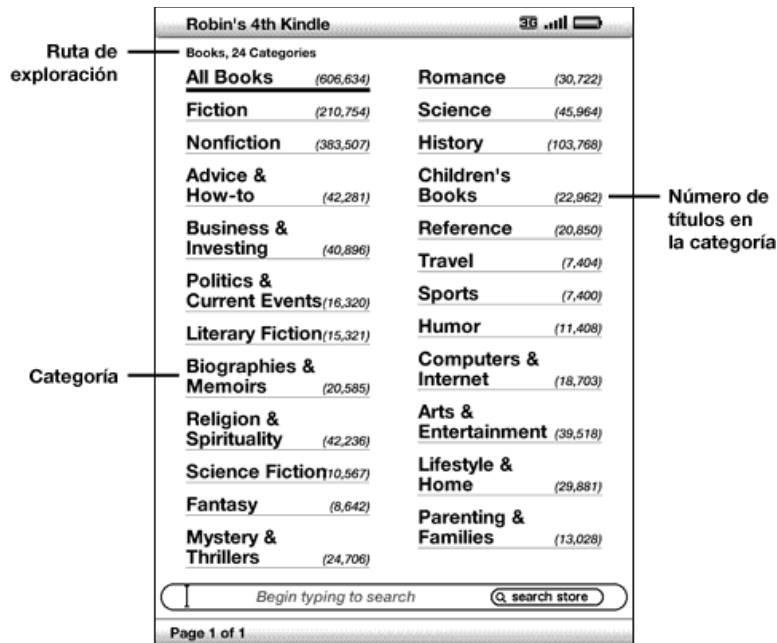 Robin's 4th Kindle
3G
Ruta de
exploración
Books, 24 Categories
All Books (606,634)
Fiction (210,754)
Nonfiction (383,507)
Advice &
How-to (42,281)
Business &
Investing (40,896)
Politics &
Current Events (16,320)
Literary Fiction (15,321)
Categoría
Biographies &
Memoirs (20,585)
Religion &
Spirituality (42,236)
Science Fiction 10,567)
Fantasy (8,642)
Mystery &
Thrillers (24,706)
Romance (30,722)
Science (45,964)
History (103,768)
Children's
Books (22,962)
Número de
títulos en
la categoría
Reference (20,850)
Travel (7,404)
Sports (7,400)
Humor (11,408)
Computers &
Internet (18,703)
Arts &
Entertainment (39,518)
Lifestyle &
Home (29,881)
Parenting &
Families (13,028)
Begin typing to search
search store
Page 1 of 1